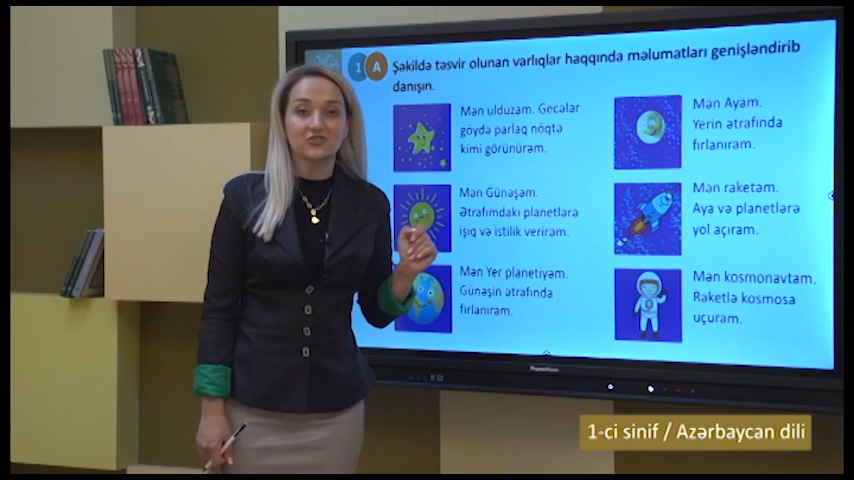 1 A Şəkildə təsvir olunan varlıqlar haqqında məlumatları genişləndirib
danışın.
Mən ulduzam. Gecələr
göydə parlaq nöqtə
kimi görünürəm.
Mən Ayam.
Yerin ətrafında
fırlanıram.
Mən Günəşəm.
Ətrafımdakı planetlərə
işıq və istilik verirəm.
Mən raketəm.
Aya və planetlərə
yol açıram.
Mən Yer planetiyəm.
Günəşin ətrafında
fırlanıram.
Mən kosmonavtam.
Raketlə kosmosa
uçuram.
Promethean
1-ci sinif / Azərbaycan dili